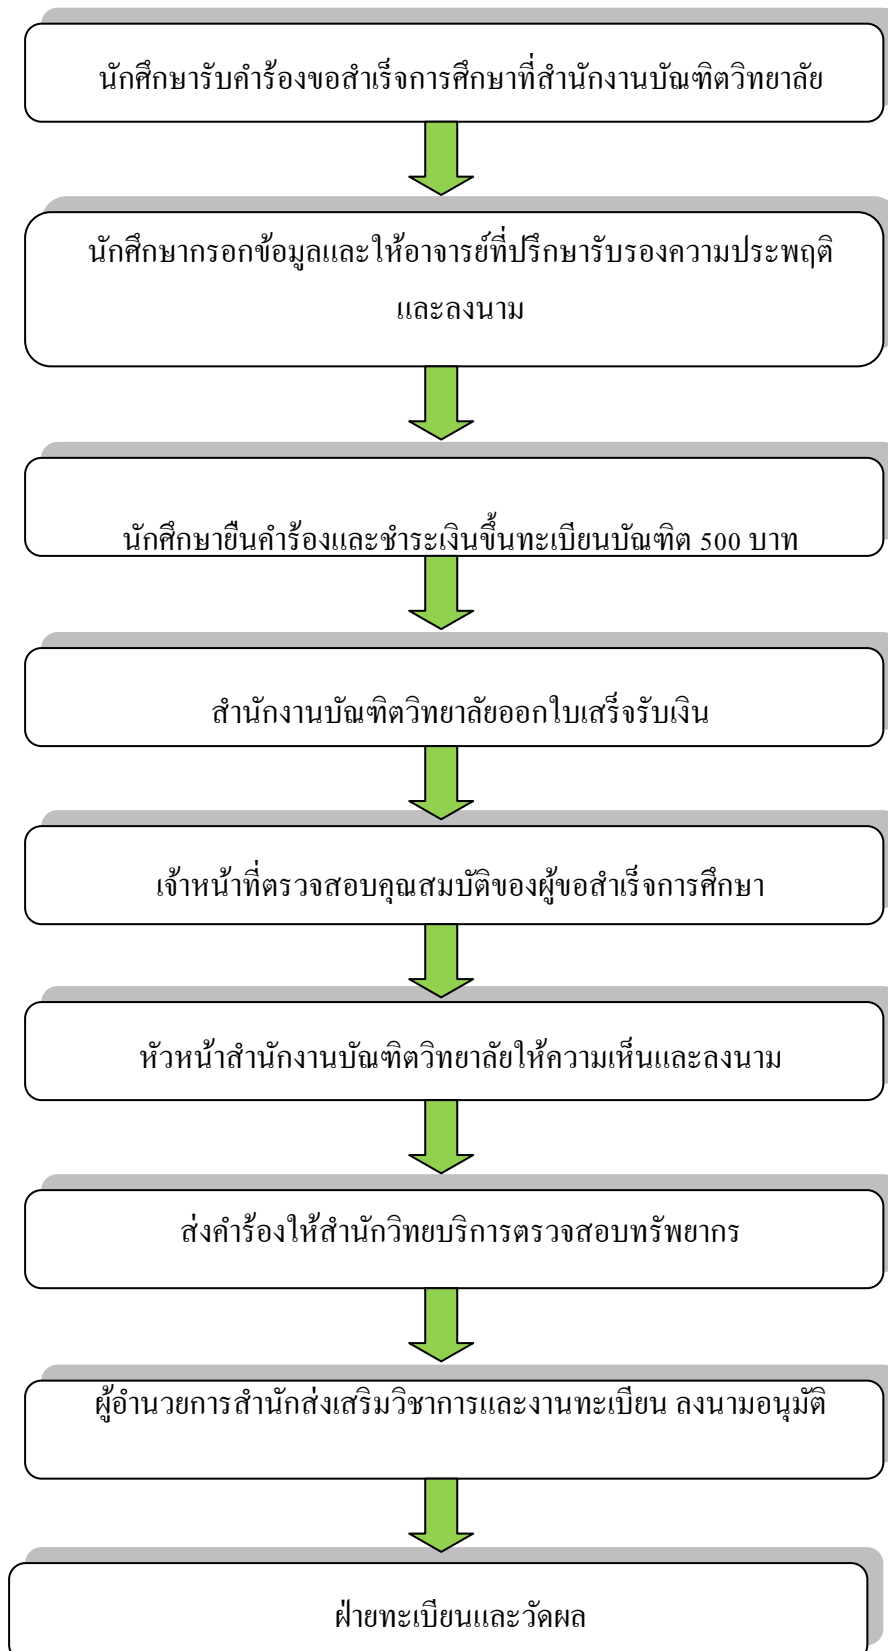 นักศึกษารับคำร้องขอสำเร็จการศึกษาที่สำนักงานบัณฑิตวิทยาลัย
นักศึกษากรอกข้อมูลและให้อาจารย์ที่ปรึกษารับรองความประพฤติ
และลงนาม
นักศึกษายื่นคำร้องและชำระเงินขึ้นทะเบียนบัณฑิต 500 บาท
สำนักงานบัณฑิตวิทยาลัยออกใบเสร็จรับเงิน
เจ้าหน้าที่ตรวจสอบคุณสมบัติของผู้ขอสำเร็จการศึกษา
หัวหน้าสำนักงานบัณฑิตวิทยาลัยให้ความเห็นและลงนาม
ส่งคำร้องให้สำนักวิทยบริการตรวจสอบทรัพยากร
ผู้อำนวยการสำนักส่งเสริมวิชาการและงานทะเบียน ลงนามอนุมัติ
ฝ่ายทะเบียนและวัดผล